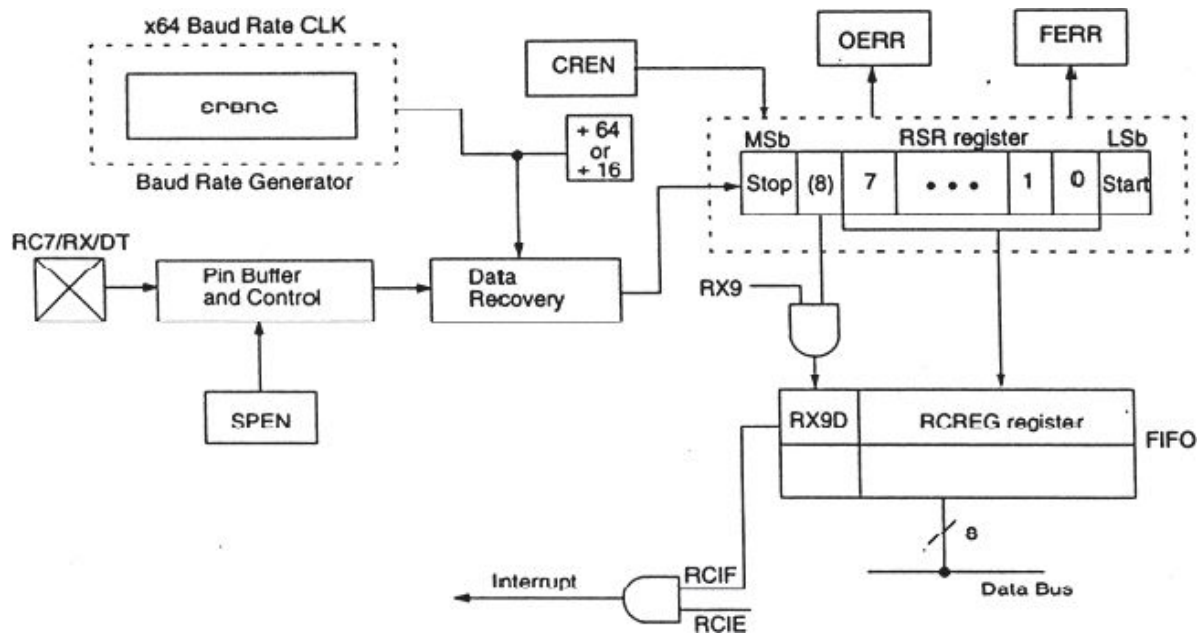 x64 Baud Rate CLK
Baud Rate Generator
CREN
OERR
FERR
+ 64
or
+ 16
MSb
RSR register
LSb
Stop
(8)
7
• • •
1
0
Start
RC7/RX/DT
Pin Buffer
and Control
Data
Recovery
SPEN
RX9
RX9D
RCREG register
FIFO
8
Data Bus
Interrupt
RCIF
RCIE